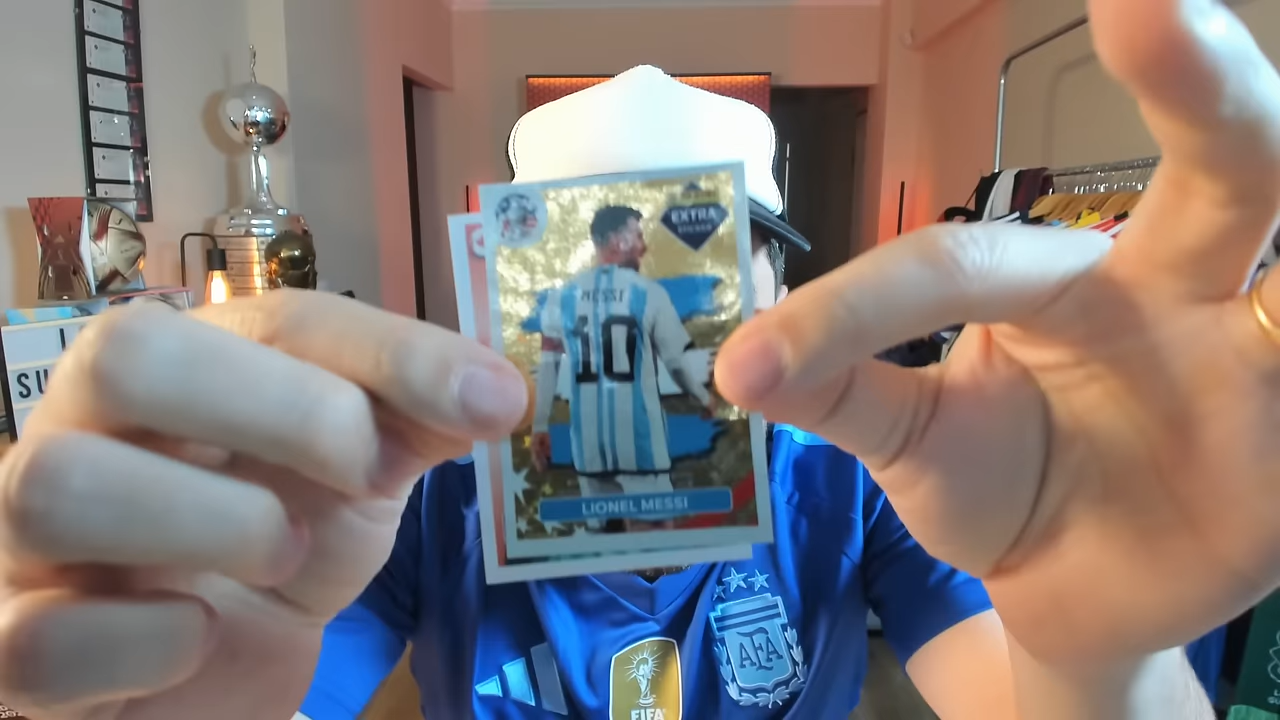 EXTRA
STICKER
MESSI
10
LIONEL MESSI
SU
AFA
FIFA